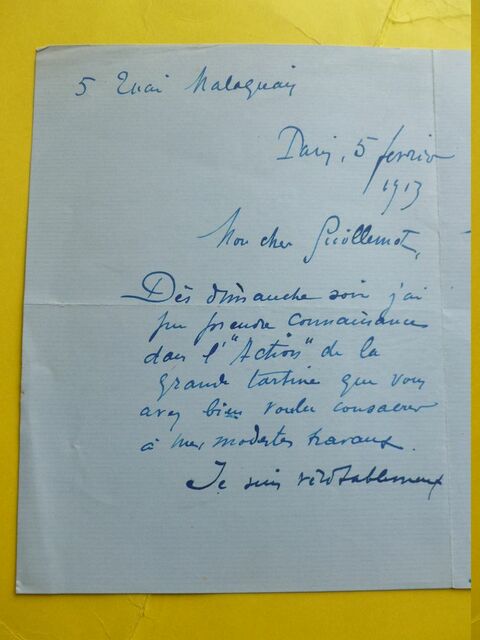 5 Quai Malaquais
Paris, 5 février
1913
Mon cher Guillemot,
Dès dimanche soir j'ai
pu prendre connaissance
dans l'"Action" de la
grande tartine que vous
avez bien voulu consacrer
à mes modestes travaux.
Je suis véritablement